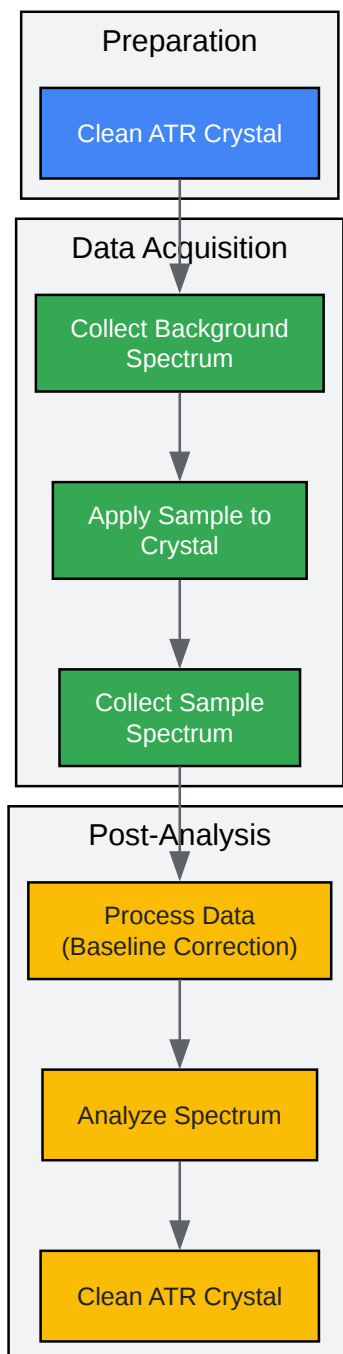 Preparation
Clean ATR Crystal
Data Acquisition
Collect Background
Spectrum
Apply Sample to
Crystal
Collect Sample
Spectrum
Post-Analysis
Process Data
(Baseline Correction)
Analyze Spectrum
Clean ATR Crystal